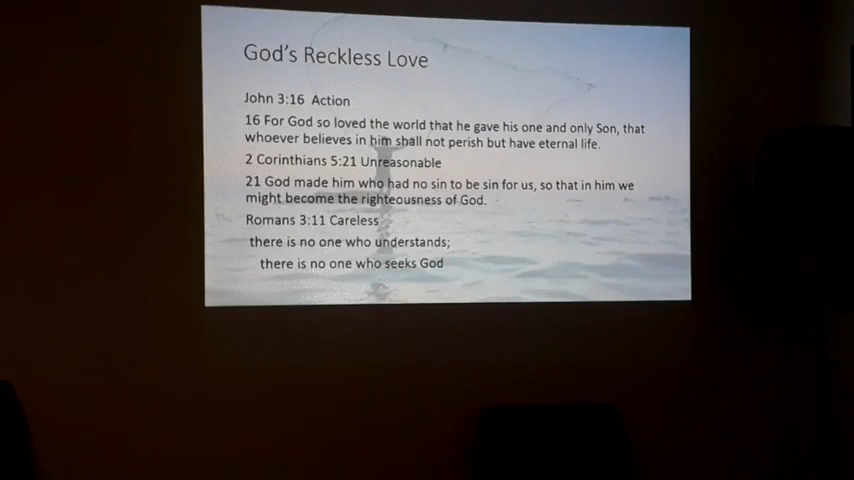 God's Reckless Love
John 3:16 Action
16 For God so loved the world that he gave his one and only Son, that
whoever believes in him shall not perish but have eternal life.
2 Corinthians 5:21 Unreasonable
21 God made him who had no sin to be sin for us, so that in him we
might become the righteousness of God.
Romans 3:11 Careless
there is no one who understands;
there is no one who seeks God